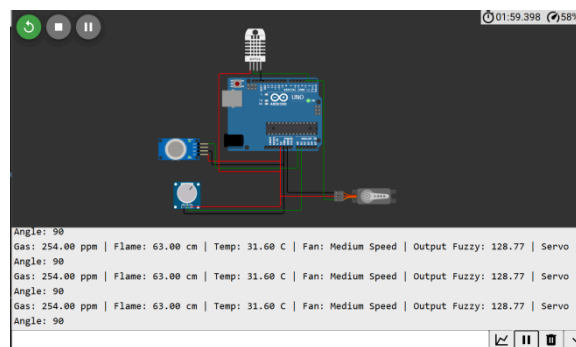 01:59.398 58%
UNO
ARDUINO
Angle: 90
Gas: 254.00 ppm | Flame: 63.00 cm | Temp: 31.60 C | Fan: Medium Speed | Output Fuzzy: 128.77 | Servo
Angle: 90
Gas: 254.00 ppm | Flame: 63.00 cm | Temp: 31.60 C | Fan: Medium Speed | Output Fuzzy: 128.77 | Servo
Angle: 90
Gas: 254.00 ppm | Flame: 63.00 cm | Temp: 31.60 C | Fan: Medium Speed | Output Fuzzy: 128.77 | Servo
Angle: 90